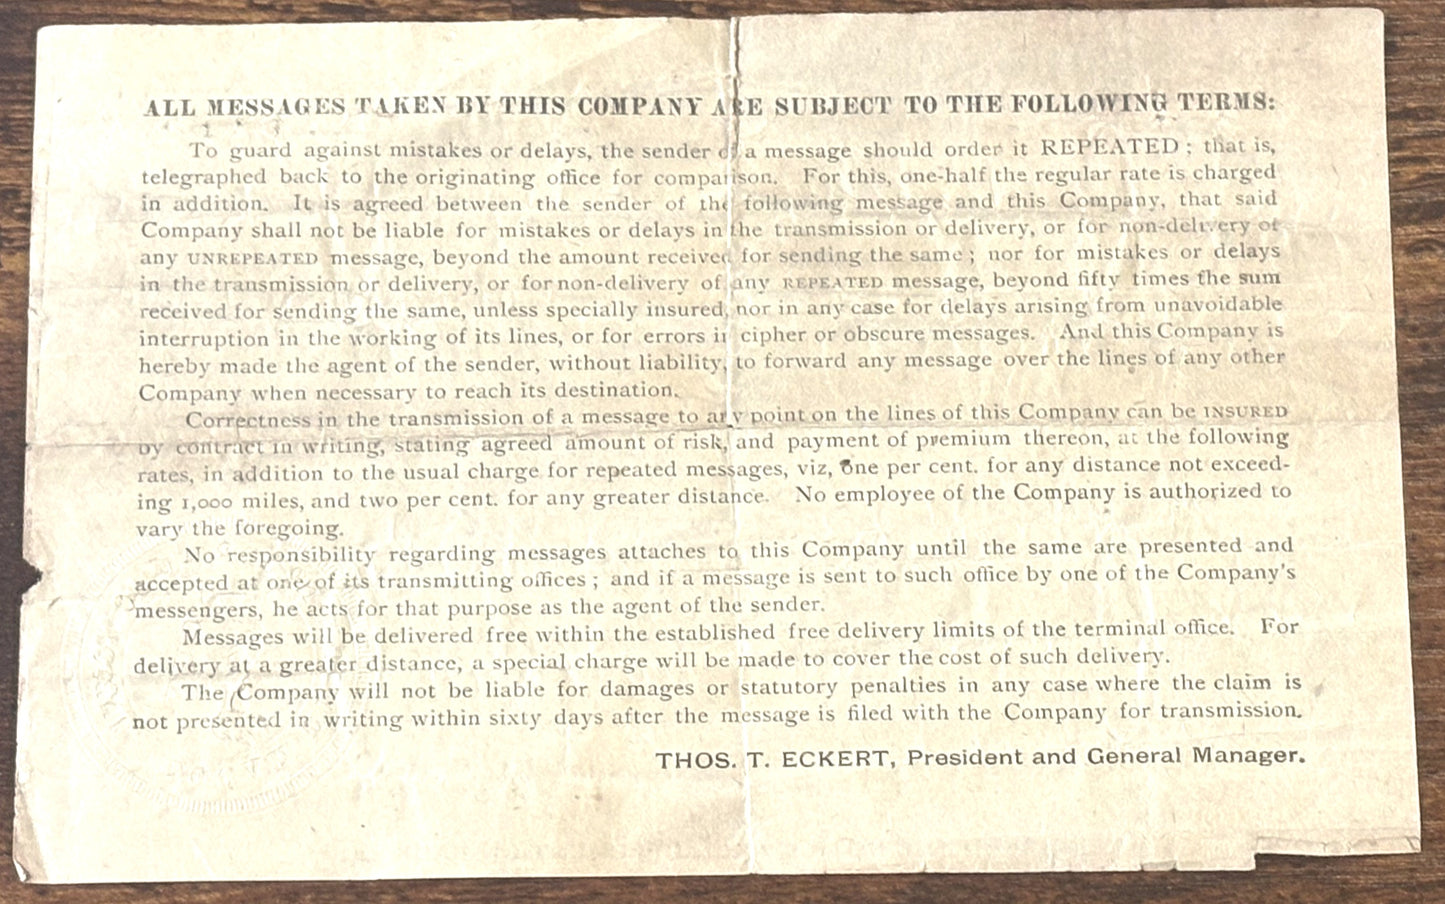 ALL MESSAGES TAKEN BY THIS COMPANY ARE SUBJECT TO THE FOLLOWING TERMS:
To guard against mistakes or delays, the sender of a message should order it REPEATED; that is,
telegraphed back to the originating office for comparison. For this, one-half the regular rate is charged
in addition. It is agreed between the sender of the following message and this Company, that said
Company shall not be liable for mistakes or delays in the transmission or delivery, or for non-delivery of
any UNREPEATED message, beyond the amount received for sending the same; nor for mistakes or delays
in the transmission or delivery, or for non-delivery of any REPEATED message, beyond fifty times the sum
received for sending the same, unless specially insured, nor in any case for delays arising from unavoidable
interruption in the working of its lines, or for errors in cipher or obscure messages. And this Company is
hereby made the agent of the sender, without liability, to forward any message over the lines of any other
Company when necessary to reach its destination.
Correctness in the transmission of a message to any point on the lines of this Company can be INSURED
by contract in writing, stating agreed amount of risk, and payment of premium thereon, at the following
rates, in addition to the usual charge for repeated messages, viz, one per cent. for any distance not exceed-
ing 1,000 miles, and two per cent. for any greater distance. No employee of the Company is authorized to
vary the foregoing.
No responsibility regarding messages attaches to this Company until the same are presented and
accepted at one of its transmitting offices; and if a message is sent to such office by one of the Company's
messengers, he acts for that purpose as the agent of the sender.
Messages will be delivered free within the established free delivery limits of the terminal office. For
delivery at a greater distance, a special charge will be made to cover the cost of such delivery.
The Company will not be liable for damages or statutory penalties in any case where the claim is
not presented in writing within sixty days after the message is filed with the Company for transmission.
THOS. T. ECKERT, President and General Manager.